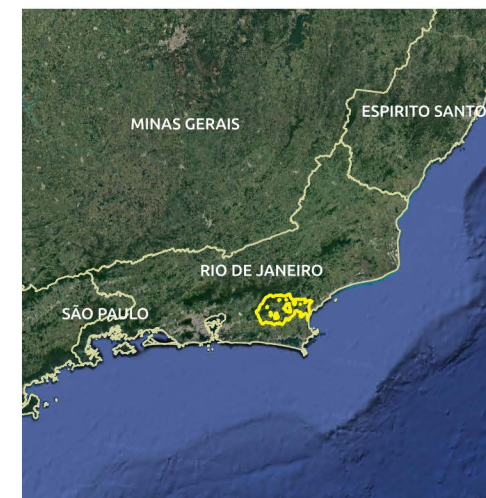 ESPIRITO SANTO
MINAS GERAIS
RIO DE JANEIRO
SÃO PAULO